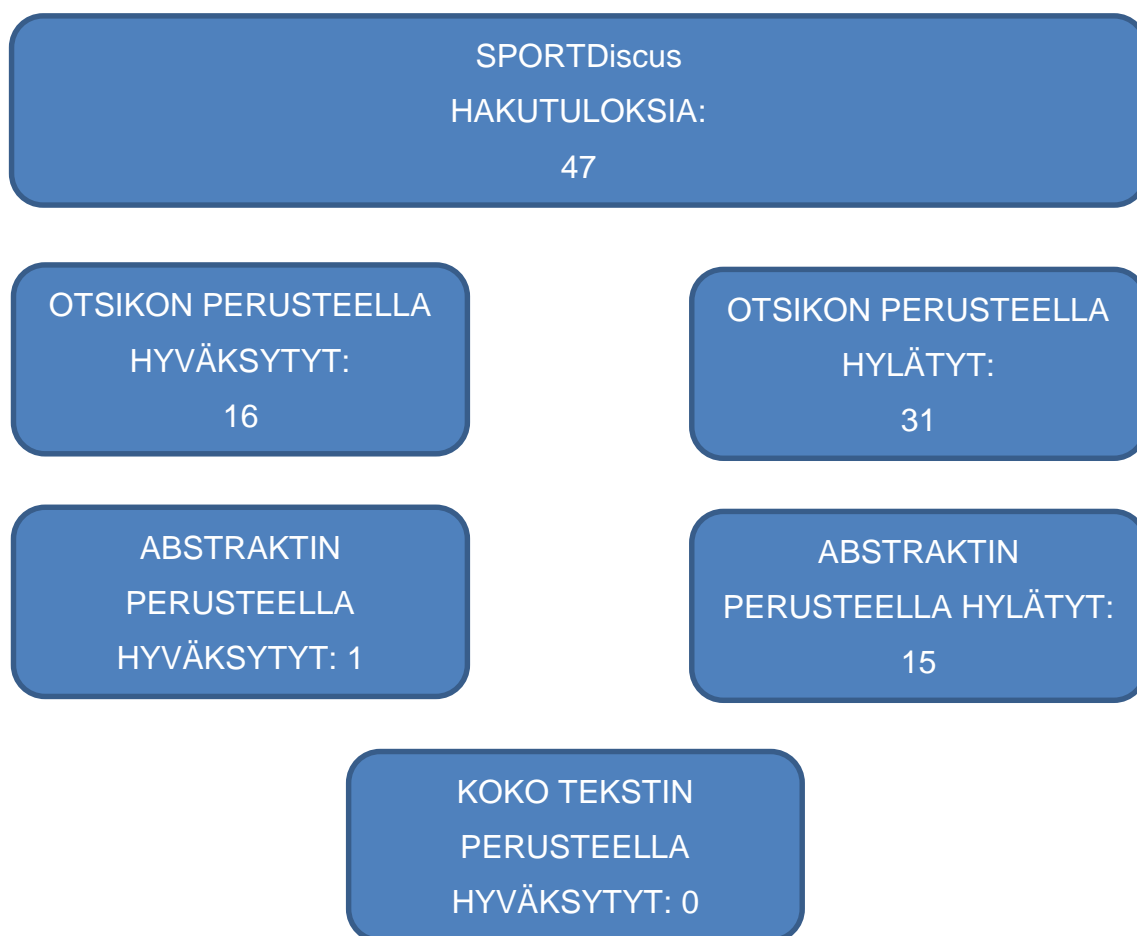 SPORTDiscus
HAKUTULOKSIA:
47
OTSIKON PERUSTEELLA
HYVÄKSYTYT:
16
OTSIKON PERUSTEELLA
HYLÄTYT:
31
ABSTRAKTIN
PERUSTEELLA
HYVÄKSYTYT: 1
ABSTRAKTIN
PERUSTEELLA HYLÄTYT:
15
KOKO TEKSTIN
PERUSTEELLA
HYVÄKSYTYT: 0